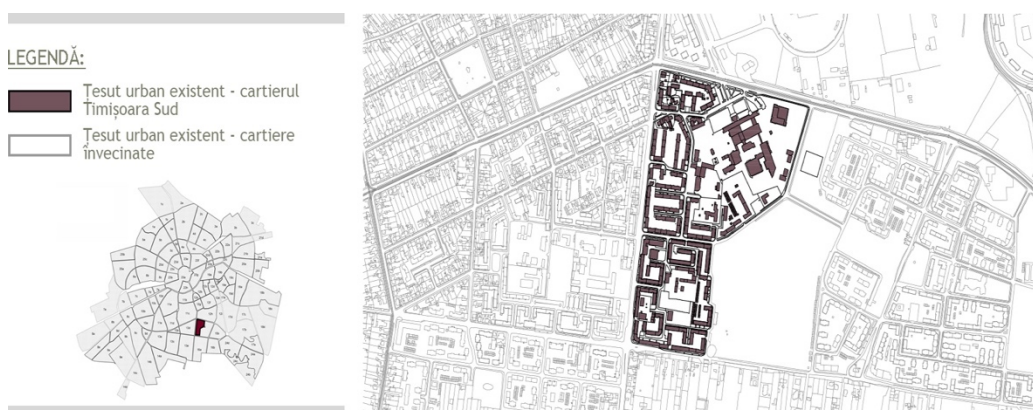 LEGENDĂ:
Țesut urban existent - cartierul
Timișoara Sud
Țesut urban existent - cartiere
învecinate